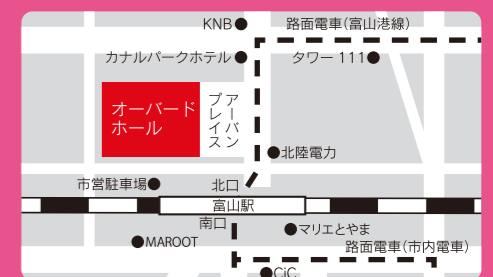 KNB
路面電車(富山港線)
カナルパークホテル
タワー 111
オーバード
ホール
アーバン
プレイス
北陸電力
市営駐車場
北口
富山駅
南口
マリエとやま
MAROOT
路面電車(市内電車)
CiC